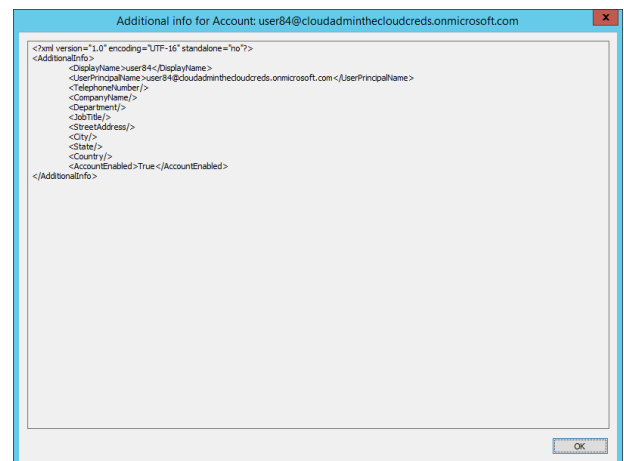 Additional info for Account: user84@cloudadminthecloudcreds.onmicrosoft.com
x
<?xml version="1.0" encoding="UTF-16" standalone="no"?>
<AdditionalInfo>
<DisplayName>user84</DisplayName>
<UserPrincipalName>user84@cloudadminthecloudcreds.onmicrosoft.com</UserPrincipalName>
<TelephoneNumber/>
<CompanyName/>
<Department/>
<JobTitle/>
<StreetAddress/>
<City/>
<State/>
<Country/>
<AccountEnabled>True</AccountEnabled>
</AdditionalInfo>
OK